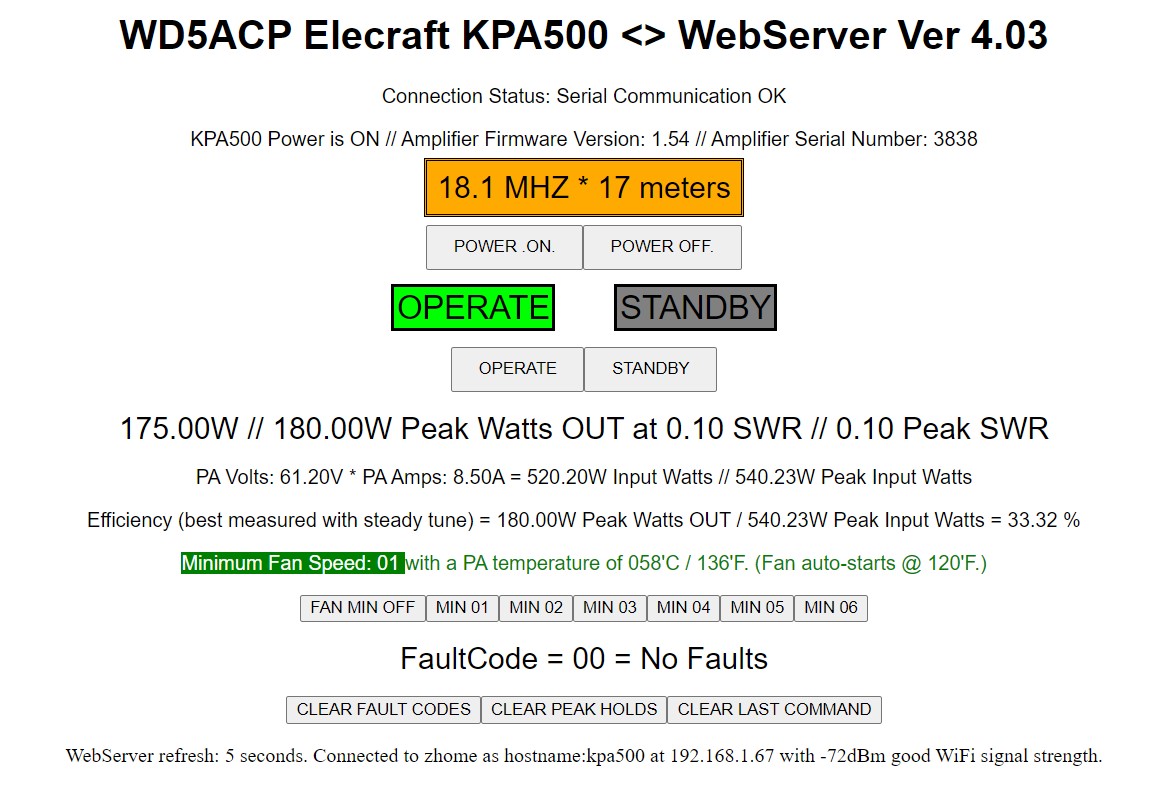 WD5ACP Elecraft KPA500 <> WebServer Ver 4.03
Connection Status: Serial Communication OK
KPA500 Power is ON // Amplifier Firmware Version: 1.54 // Amplifier Serial Number: 3838
18.1 MHZ * 17 meters
POWER .ON. POWER OFF.
OPERATE STANDBY
OPERATE STANDBY
175.00W // 180.00W Peak Watts OUT at 0.10 SWR // 0.10 Peak SWR
PA Volts: 61.20V * PA Amps: 8.50A = 520.20W Input Watts // 540.23W Peak Input Watts
Efficiency (best measured with steady tune) = 180.00W Peak Watts OUT / 540.23W Peak Input Watts = 33.32 %
Minimum Fan Speed: 01 with a PA temperature of 058'C / 136'F. (Fan auto-starts @ 120'F.)
FAN MIN OFF MIN 01 MIN 02 MIN 03 MIN 04 MIN 05 MIN 06
FaultCode = 00 = No Faults
CLEAR FAULT CODES CLEAR PEAK HOLDS CLEAR LAST COMMAND
WebServer refresh: 5 seconds. Connected to zhome as hostname:kpa500 at 192.168.1.67 with -72dBm good WiFi signal strength.